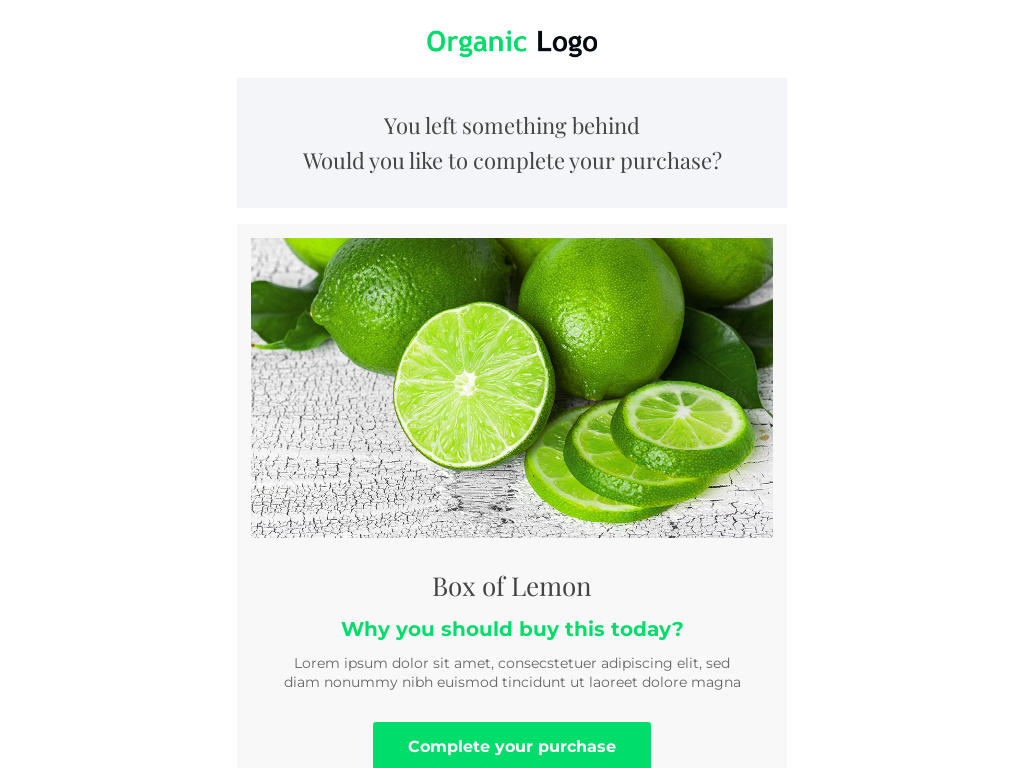 Organic Logo
You left something behind
Would you like to complete your purchase?
Box of Lemon
Why you should buy this today?
Lorem ipsum dolor sit amet, consecstetuer adipiscing elit, sed
diam nonummy nibh euismod tincidunt ut laoreet dolore magna
Complete your purchase